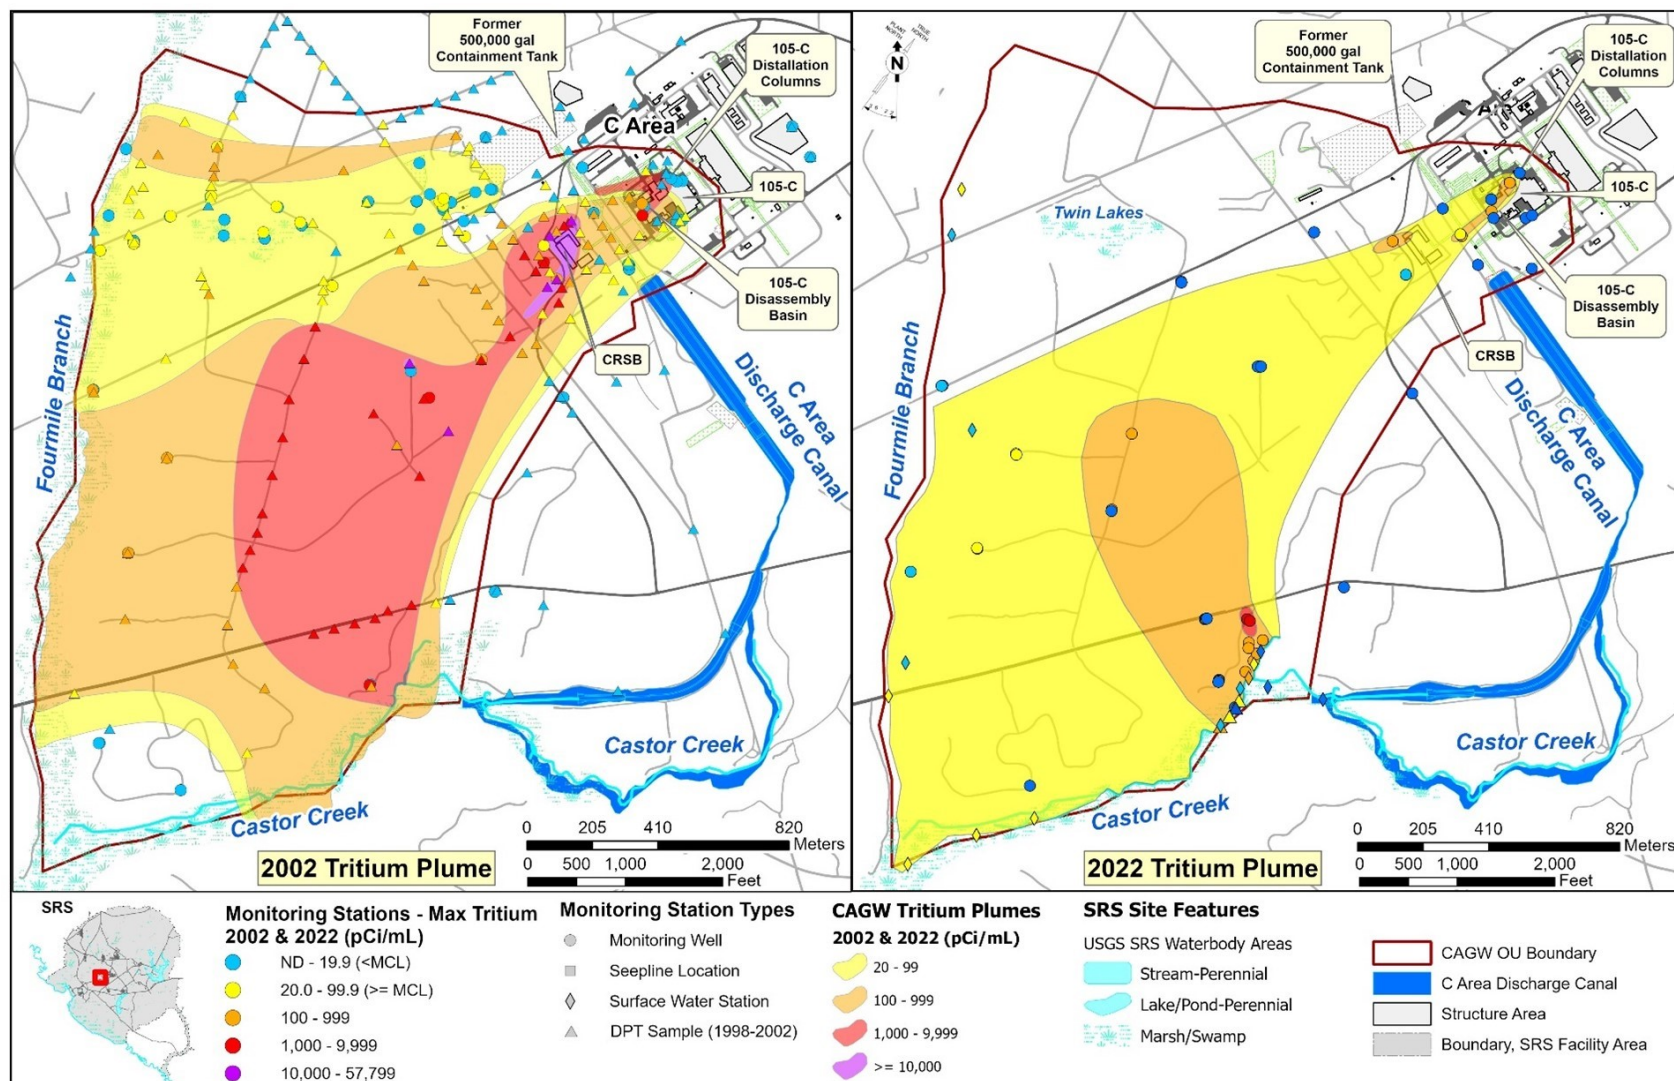 Former
500,000 gal
Containment Tank
105-C
Distallation
Columns
C Area
105-C
105-C
Disassembly
Basin
CRSB
Fourmile Branch
C Area
Discharge Canal
Castor Creek
Castor Creek
2002 Tritium Plume
0 205 410 820
Meters
0 500 1,000 2,000
Feet
PLANT NORTH
TRUE NORTH
N
Former
500,000 gal
Containment Tank
105-C
Distallation
Columns
Twin Lakes
105-C
105-C
Disassembly
Basin
CRSB
Fourmile Branch
C Area
Discharge Canal
Castor Creek
Castor Creek
2022 Tritium Plume
0 205 410 820
Meters
0 500 1,000 2,000
Feet
SRS
Monitoring Stations - Max Tritium
2002 & 2022 (pCi/mL)
ND - 19.9 (<MCL)
20.0 - 99.9 (>= MCL)
100 - 999
1,000 - 9,999
10,000 - 57,799
Monitoring Station Types
Monitoring Well
Seepline Location
Surface Water Station
DPT Sample (1998-2002)
CAGW Tritium Plumes
2002 & 2022 (pCi/mL)
20 - 99
100 - 999
1,000 - 9,999
>= 10,000
SRS Site Features
USGS SRS Waterbody Areas
Stream-Perennial
Lake/Pond-Perennial
Marsh/Swamp
CAGW OU Boundary
C Area Discharge Canal
Structure Area
Boundary, SRS Facility Area